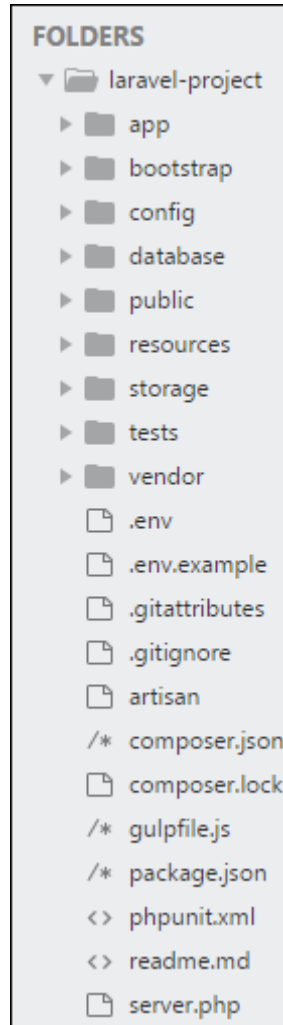 FOLDERS
laravel-project
app
bootstrap
config
database
public
resources
storage
tests
vendor
.env
.env.example
.gitattributes
.gitignore
artisan
/* composer.json
composer.lock
/* gulpfile.js
/* package.json
<> phpunit.xml
<> readme.md
server.php